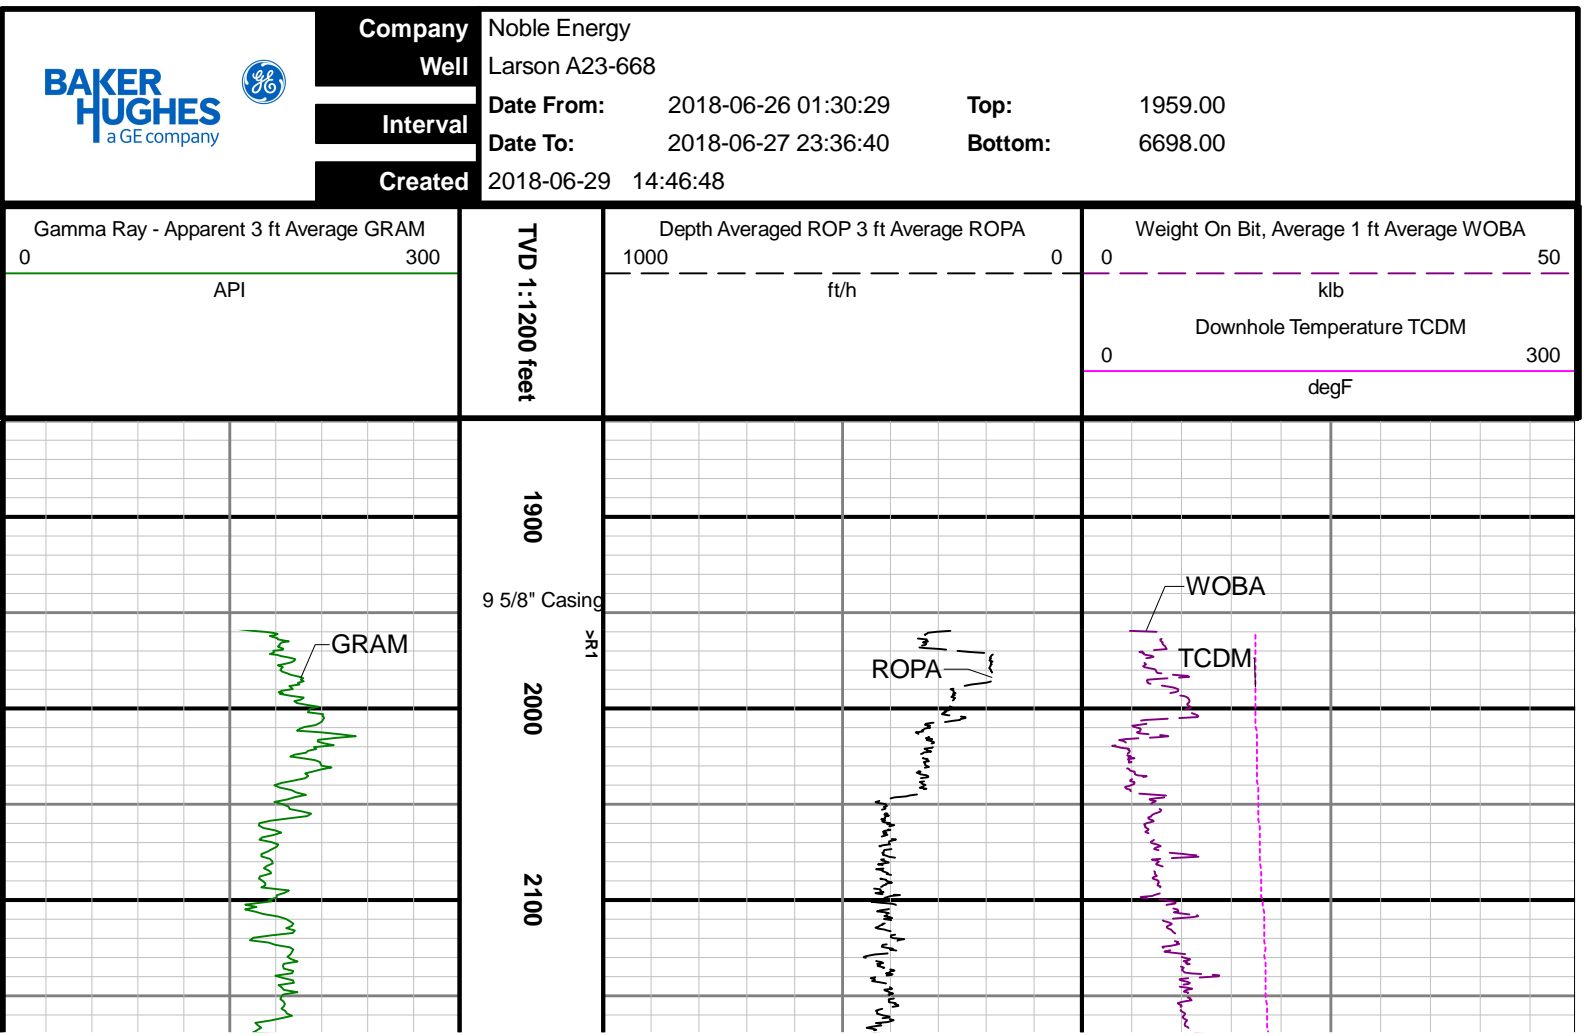 BAKER
HUGHES
a GE company
GE
Company Noble Energy
Well Larson A23-668
Interval
Date From: 2018-06-26 01:30:29 Top: 1959.00
Date To: 2018-06-27 23:36:40 Bottom: 6698.00
Created 2018-06-29 14:46:48
Gamma Ray - Apparent 3 ft Average GRAM
0 300
API
TVD 1:1200 feet
Depth Averaged ROP 3 ft Average ROPA
1000 0
ft/h
Weight On Bit, Average 1 ft Average WOBA
0 50
klb
Downhole Temperature TCDM
0 300
degF
1900
9 5/8" Casing
>R1
2000
2100
GRAM
ROPA
WOBA
TCDM